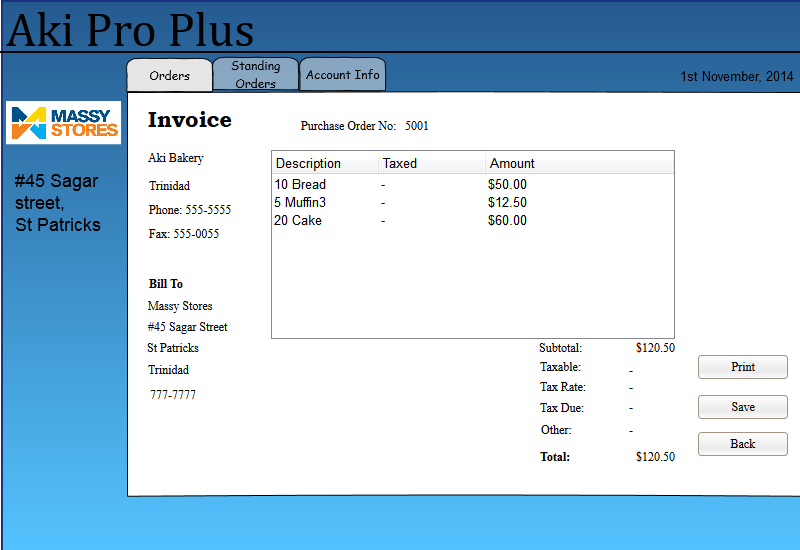 Aki Pro Plus
Orders
Standing
Orders
Account Info
1st November, 2014
MASSY
STORES
#45 Sagar
street,
St Patricks
Invoice
Purchase Order No: 5001
Aki Bakery
Trinidad
Phone: 555-5555
Fax: 555-0055
Bill To
Massy Stores
#45 Sagar Street
St Patricks
Trinidad
777-7777
Description Taxed Amount
10 Bread - $50.00
5 Muffin3 - $12.50
20 Cake - $60.00
Subtotal: $120.50
Taxable: -
Tax Rate: -
Tax Due: -
Other: -
Total: $120.50
Print
Save
Back